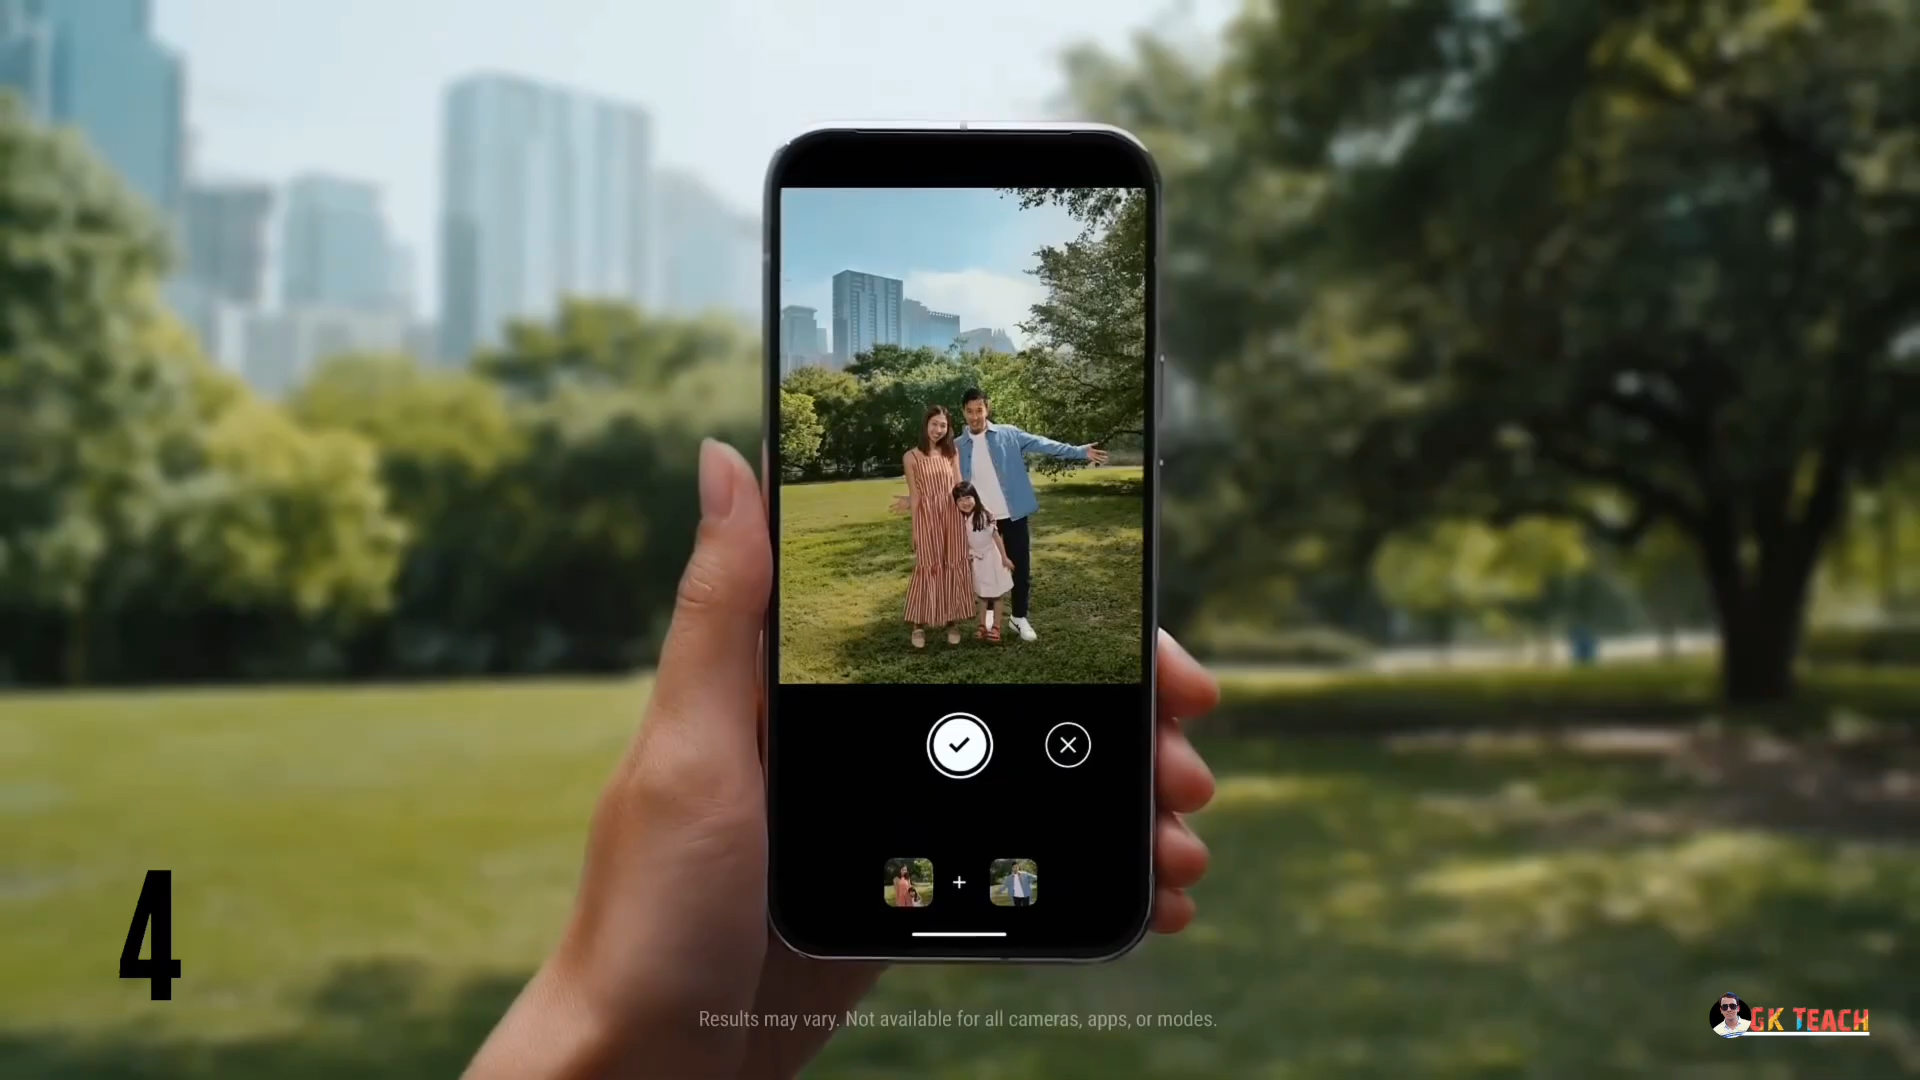 4
Results may vary. Not available for all cameras, apps, or modes.
GK TEACH